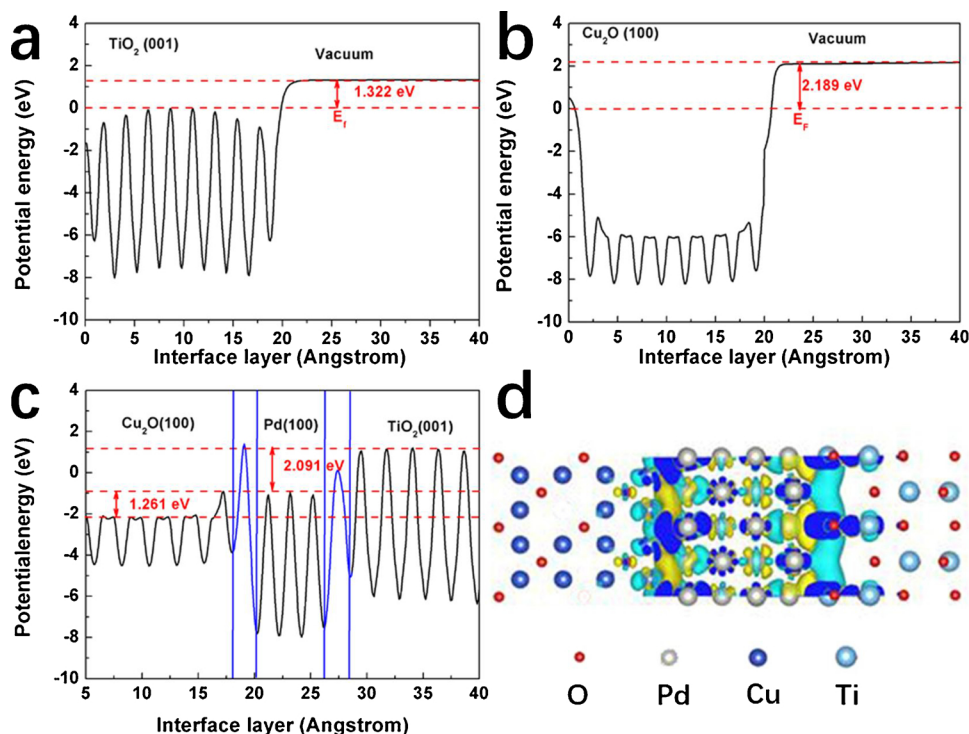 a
TiO2 (001)
Vacuum
1.322 eV
Ef
4
2
0
-2
-4
-6
-8
-10
Potential energy (eV)
0 5 10 15 20 25 30 35 40
Interface layer (Angstrom)
b
Cu2O (100)
Vacuum
2.189 eV
EF
4
2
0
-2
-4
-6
-8
-10
Potential energy (eV)
0 5 10 15 20 25 30 35 40
Interface layer (Angstrom)
c
Cu2O(100) Pd(100) TiO2(001)
2.091 eV
1.261 eV
4
2
0
-2
-4
-6
-8
-10
Potentialenergy (eV)
5 10 15 20 25 30 35 40
Interface layer (Angstrom)
d
O Pd Cu Ti